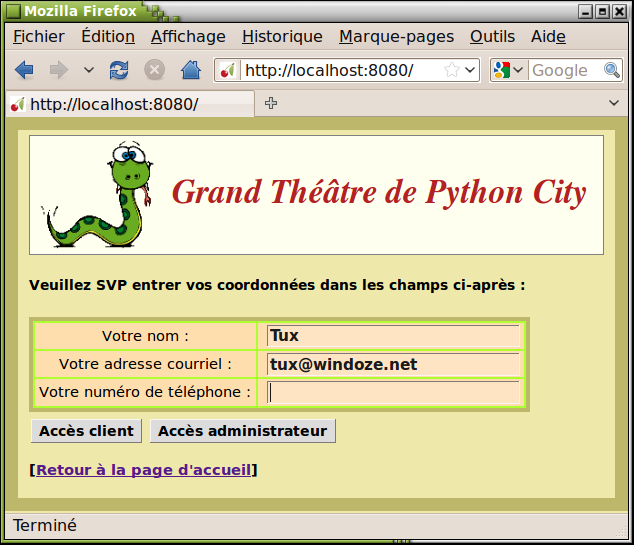 Mozilla Firefox
Fichier Édition Affichage Historique Marque-pages Outils Aide
http://localhost:8080/ Google
http://localhost:8080/
Grand Théâtre de Python City
Veuillez SVP entrer vos coordonnées dans les champs ci-après :
Votre nom : Tux
Votre adresse courriel : tux@windoze.net
Votre numéro de téléphone :
Accès client Accès administrateur
[Retour à la page d'accueil]
Terminé